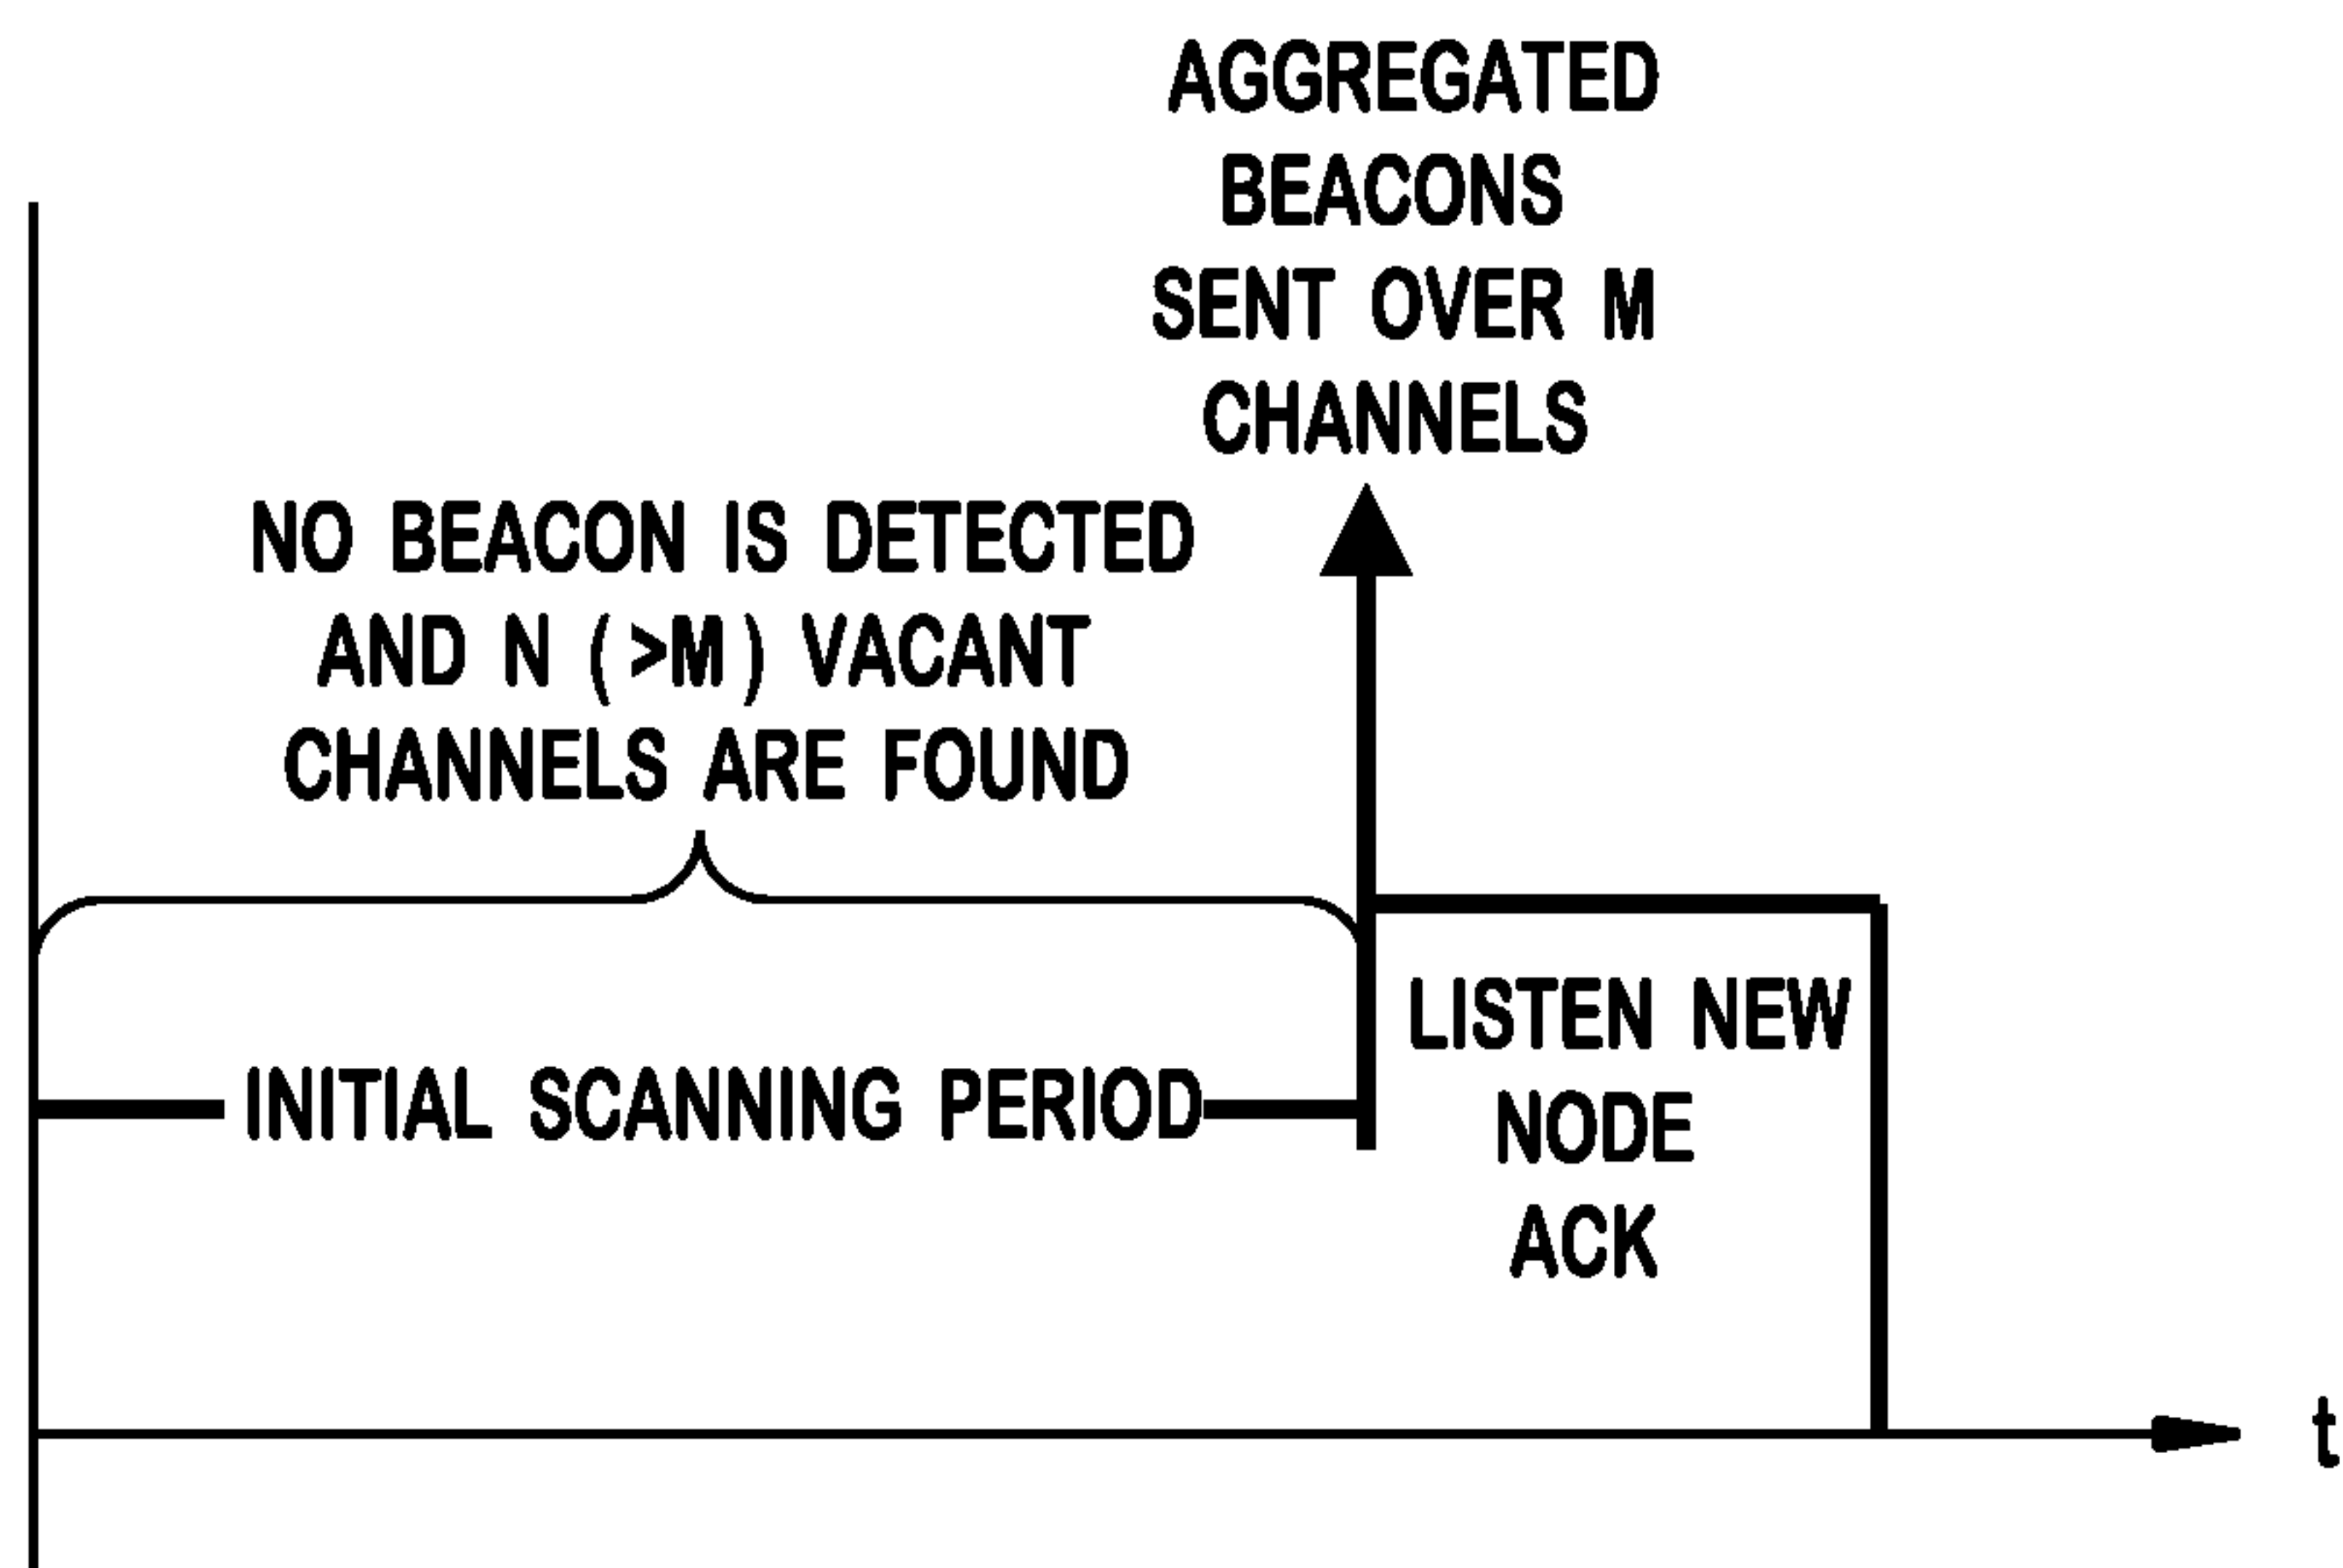 AGGREGATED
BEACONS
SENT OVER M
CHANNELS
NO BEACON IS DETECTED
AND N (>M) VACANT
CHANNELS ARE FOUND
INITIAL SCANNING PERIOD
LISTEN NEW
NODE
ACK
t